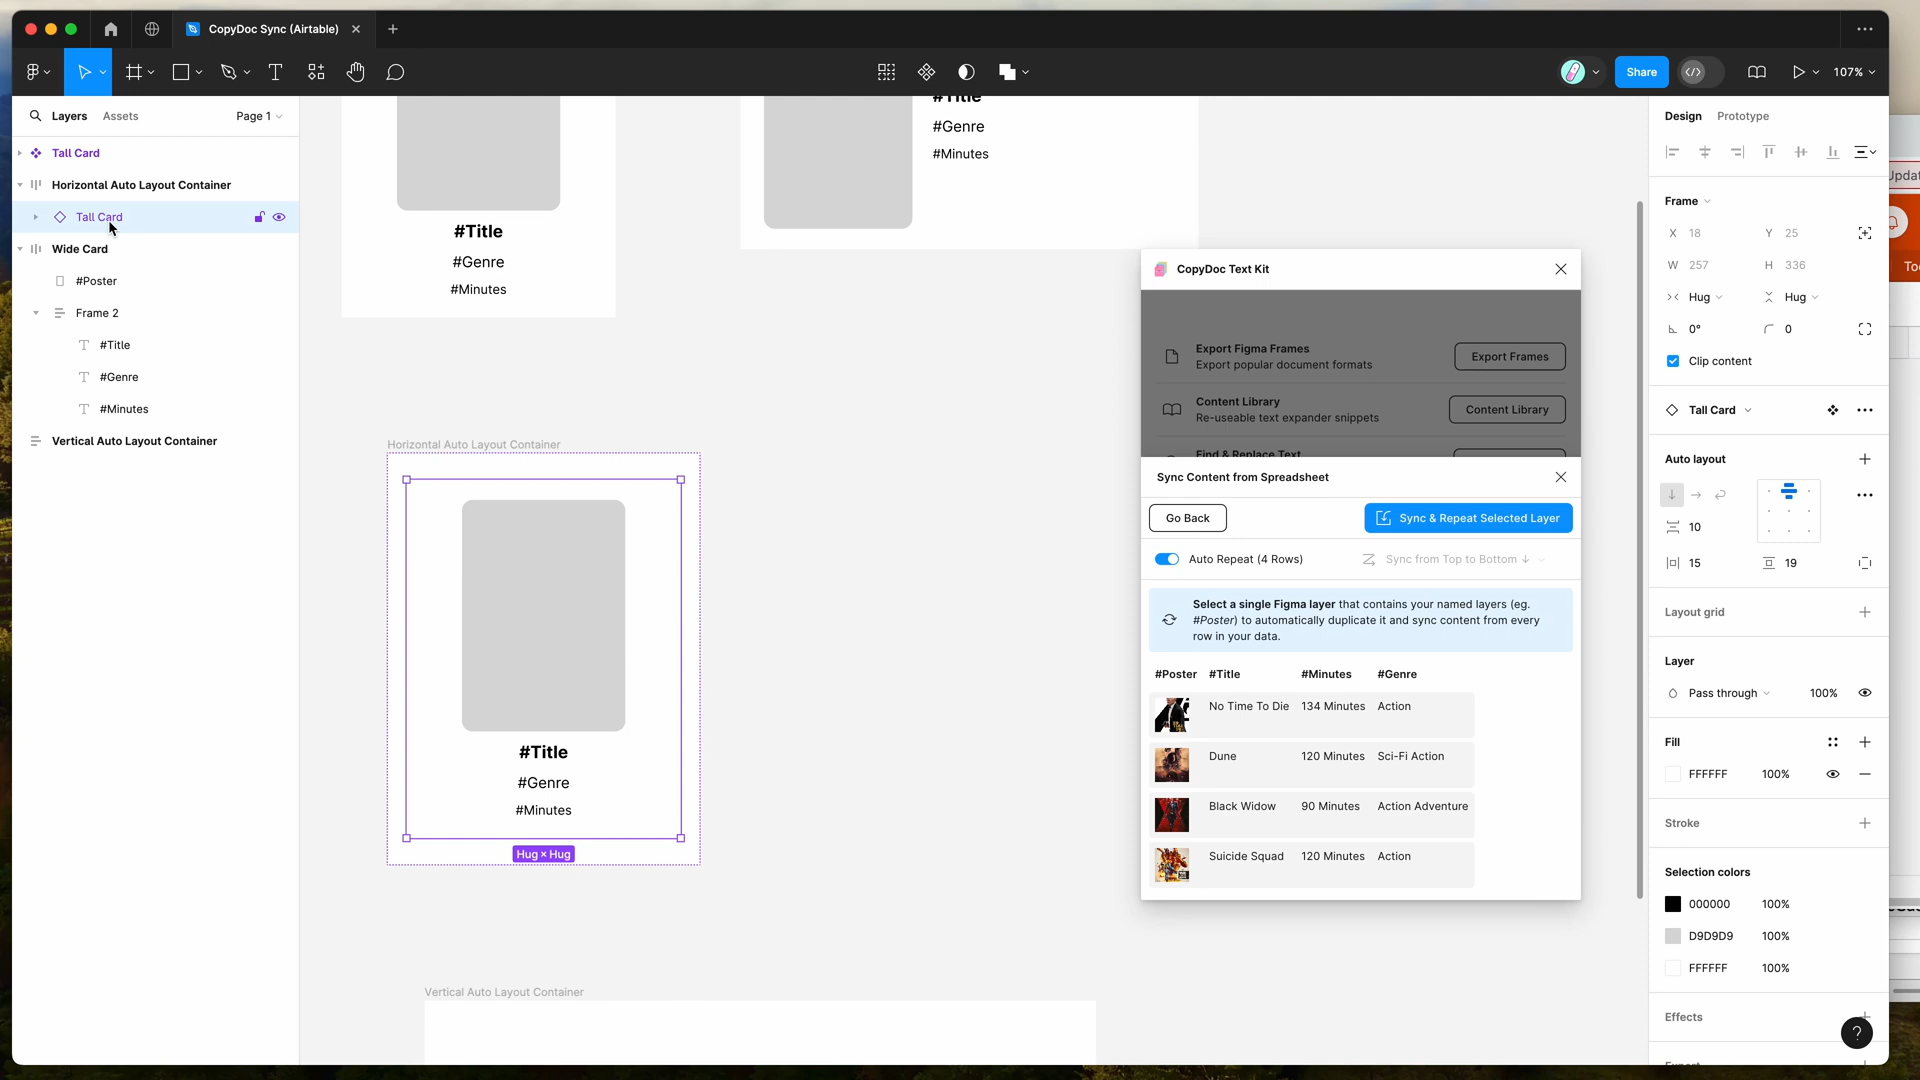 CopyDoc Sync (Airtable)
Share
107%
Layers
Assets
Page 1
Tall Card
Horizontal Auto Layout Container
Tall Card
Wide Card
#Poster
Frame 2
#Title
#Genre
#Minutes
Vertical Auto Layout Container
#Title
#Genre
#Minutes
#Title
#Genre
#Minutes
Horizontal Auto Layout Container
#Title
#Genre
#Minutes
Hug × Hug
Vertical Auto Layout Container
CopyDoc Text Kit
Export Figma Frames
Export popular document formats
Export Frames
Content Library
Re-useable text expander snippets
Content Library
Find & Replace Text
Sync Content from Spreadsheet
Go Back
Sync & Repeat Selected Layer
Auto Repeat (4 Rows)
Sync from Top to Bottom ↓
Select a single Figma layer that contains your named layers (eg.
#Poster) to automatically duplicate it and sync content from every
row in your data.
#Poster #Title #Minutes #Genre
No Time To Die 134 Minutes Action
Dune 120 Minutes Sci-Fi Action
Black Widow 90 Minutes Action Adventure
Suicide Squad 120 Minutes Action
Design
Prototype
Frame
X 18 Y 25
W 257 H 336
Hug Hug
0° 0
Clip content
Tall Card
Auto layout
10
15 19
Layout grid
Layer
Pass through 100%
Fill
FFFFFF 100%
Stroke
Selection colors
000000 100%
D9D9D9 100%
FFFFFF 100%
Effects
?